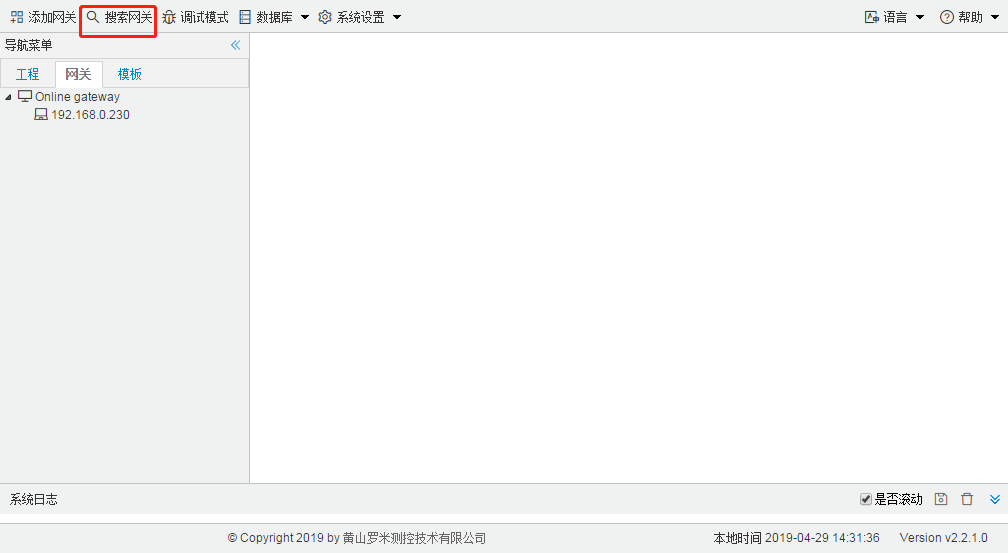 添加网关 搜索网关 调试模式 数据库 系统设置 语言 帮助
导航菜单
工程 网关 模板
Online gateway
192.168.0.230
系统日志 是否滚动
© Copyright 2019 by 黄山罗米测控技术有限公司 本地时间 2019-04-29 14:31:36 Version v2.2.1.0